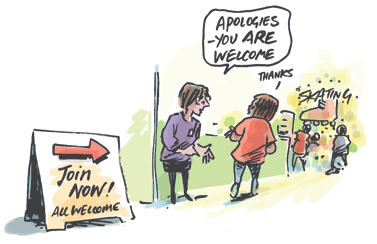 APOLOGIES
-YOU ARE
WELCOME
THANKS
SKATING
Join
NOW!
ALL WELCOME